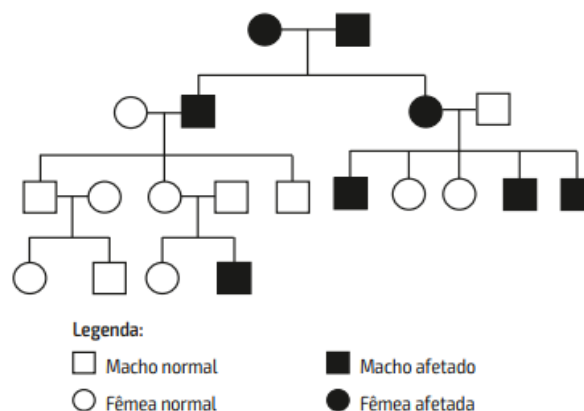 Legenda:
Macho normal
Macho afetado
Fêmea normal
Fêmea afetada